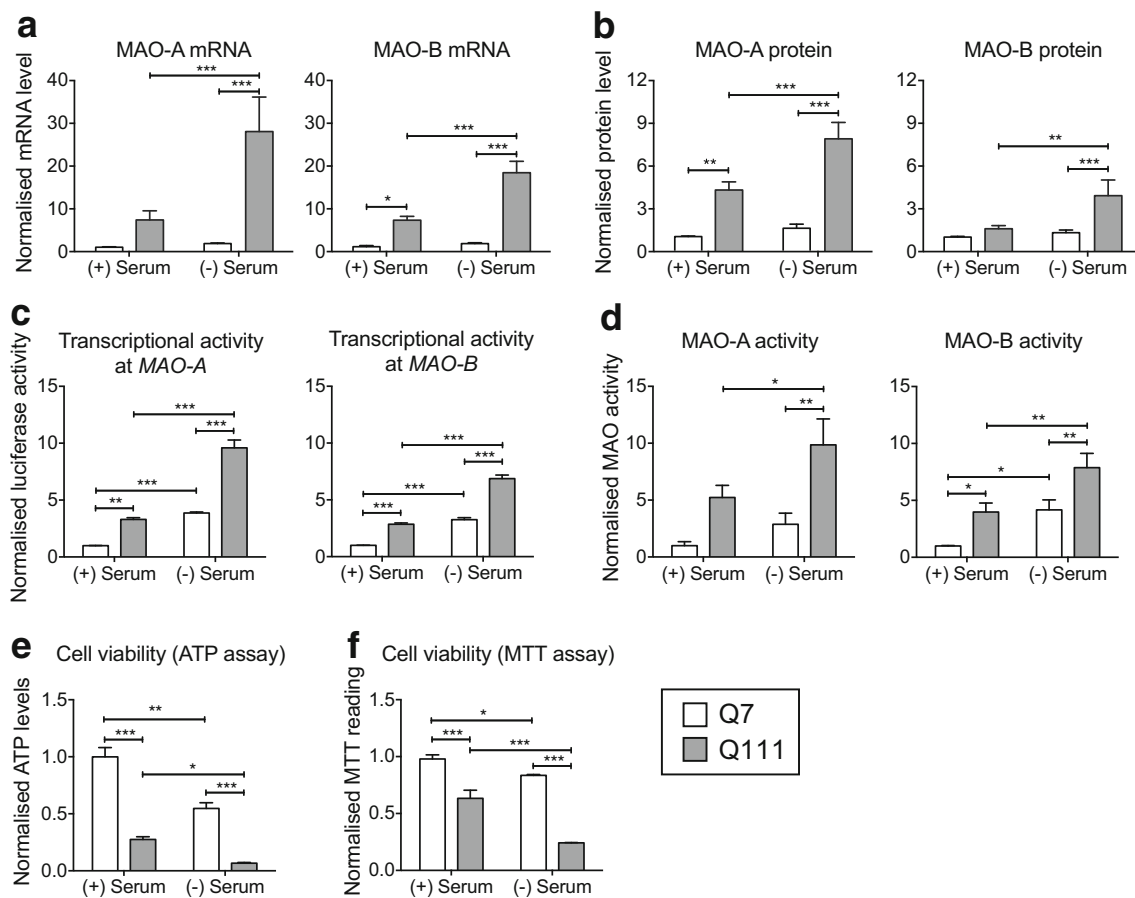 a
MAO-A mRNA
MAO-B mRNA
Normalised mRNA level
40
30
20
10
0
***
***
(+) Serum
(-) Serum
40
30
20
10
0
***
***
*
(+) Serum
(-) Serum
b
MAO-A protein
MAO-B protein
Normalised protein level
12
9
6
3
0
***
***
**
(+) Serum
(-) Serum
12
9
6
3
0
**
***
(+) Serum
(-) Serum
c
Transcriptional activity
at MAO-A
Transcriptional activity
at MAO-B
Normalised luciferase activity
15
10
5
0
***
***
***
**
(+) Serum
(-) Serum
15
10
5
0
***
***
***
***
(+) Serum
(-) Serum
d
MAO-A activity
MAO-B activity
Normalised MAO activity
15
10
5
0
*
**
(+) Serum
(-) Serum
15
10
5
0
**
**
*
*
(+) Serum
(-) Serum
e
Cell viability (ATP assay)
Normalised ATP levels
1.5
1.0
0.5
0.0
**
***
*
***
(+) Serum
(-) Serum
f
Cell viability (MTT assay)
Normalised MTT reading
1.5
1.0
0.5
0.0
*
***
***
***
(+) Serum
(-) Serum
Q7
Q111